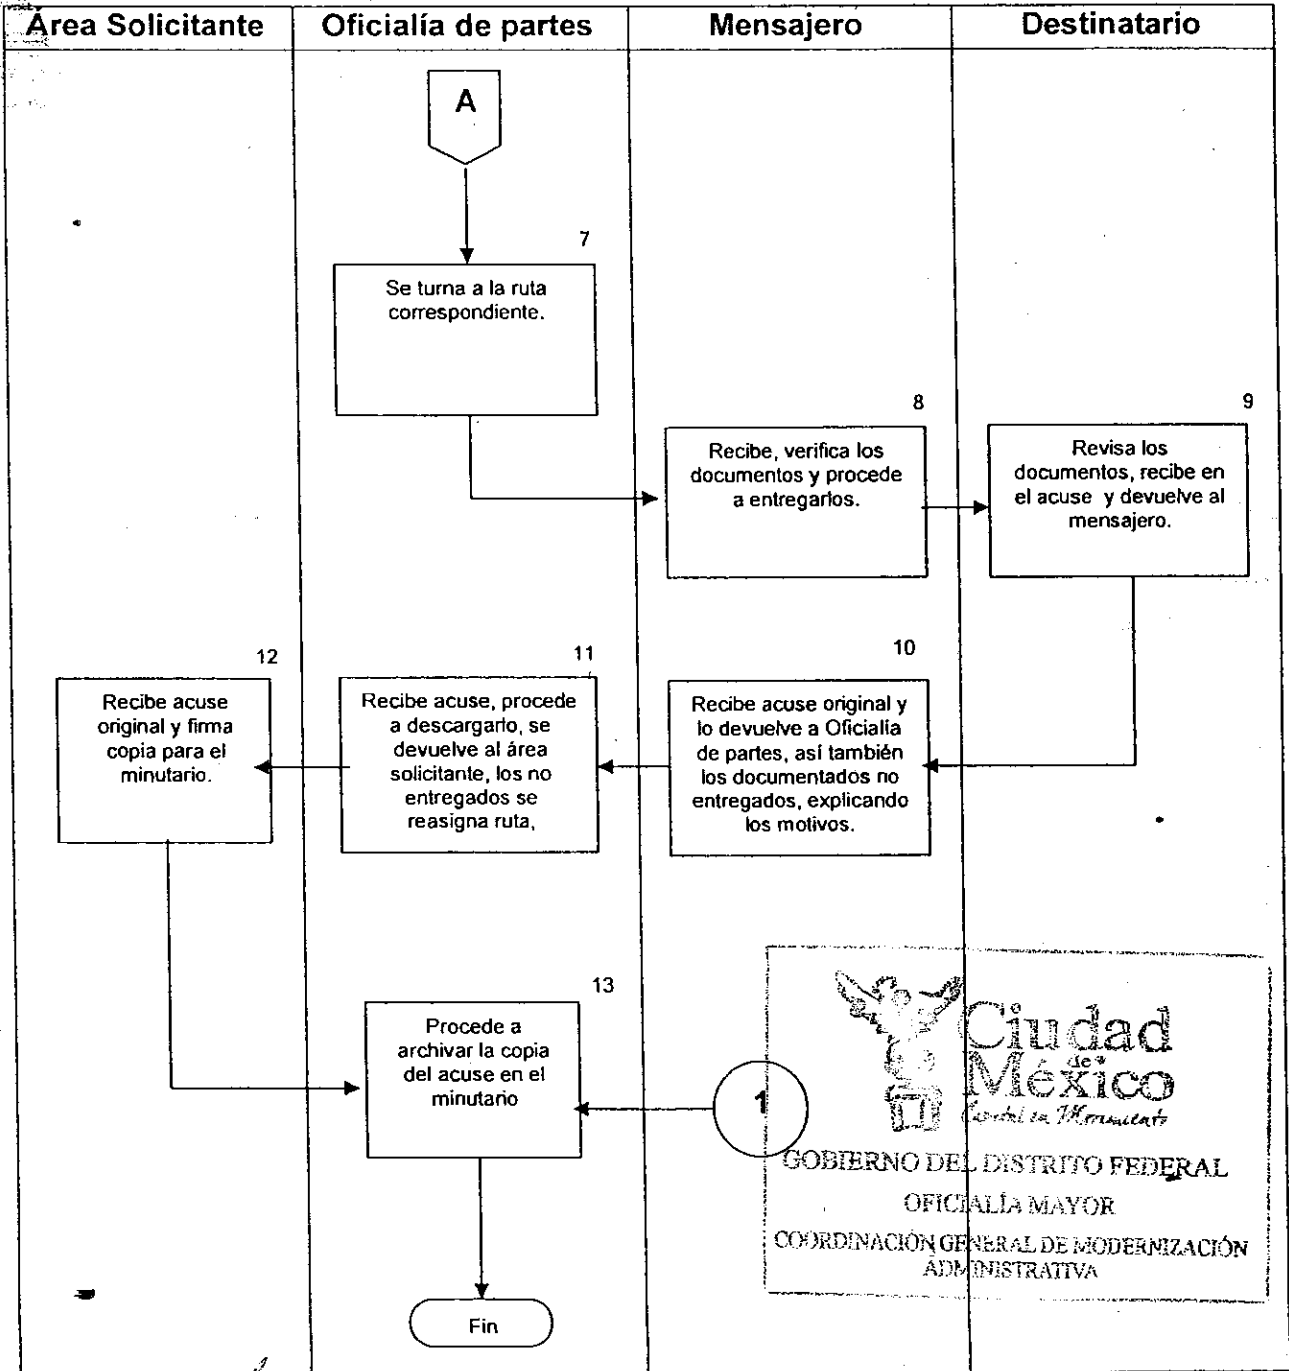 Área Solicitante
Oficialía de partes
Mensajero
Destinatario
A
7
Se turna a la ruta
correspondiente.
8
Recibe, verifica los
documentos y procede
a entregarlos.
9
Revisa los
documentos, recibe en
el acuse y devuelve al
mensajero.
12
Recibe acuse
original y firma
copia para el
minutario.
11
Recibe acuse, procede
a descargarlo, se
devuelve al área
solicitante, los no
entregados se
reasigna ruta,
10
Recibe acuse original y
lo devuelve a Oficialía
de partes, así también
los documentados no
entregados, explicando
los motivos.
13
Procede a
archivar la copia
del acuse en el
minutario
1
Fin
Ciudad
de
México
Capital en Movimiento
GOBIERNO DEL DISTRITO FEDERAL
OFICIALÍA MAYOR
COORDINACIÓN GENERAL DE MODERNIZACIÓN
ADMINISTRATIVA